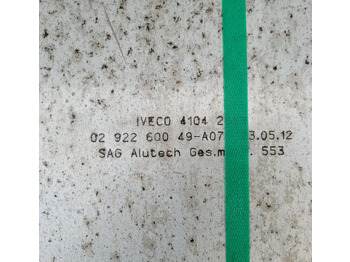 IVECO 4104 2
02 922 600 49-A07 3.05.12
SAG Alutech Ges.m. . 553